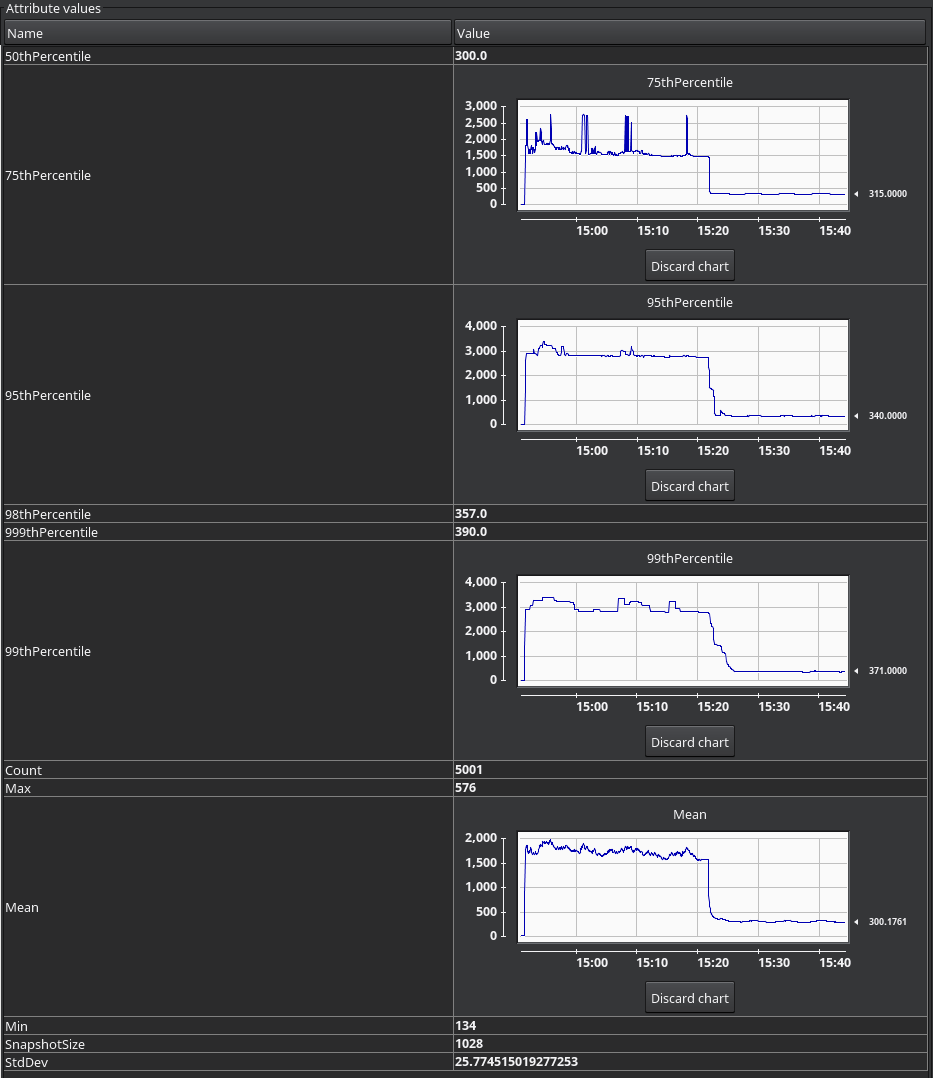 Attribute values
Name Value
50thPercentile 300.0
75thPercentile
75thPercentile
3,000
2,500
2,000
1,500
1,000
500
0
315.0000
15:00 15:10 15:20 15:30 15:40
Discard chart
95thPercentile
95thPercentile
4,000
3,000
2,000
1,000
0
340.0000
15:00 15:10 15:20 15:30 15:40
Discard chart
98thPercentile 357.0
999thPercentile 390.0
99thPercentile
99thPercentile
4,000
3,000
2,000
1,000
0
371.0000
15:00 15:10 15:20 15:30 15:40
Discard chart
Count 5001
Max 576
Mean
Mean
2,000
1,500
1,000
500
0
300.1761
15:00 15:10 15:20 15:30 15:40
Discard chart
Min 134
SnapshotSize 1028
StdDev 25.774515019277253